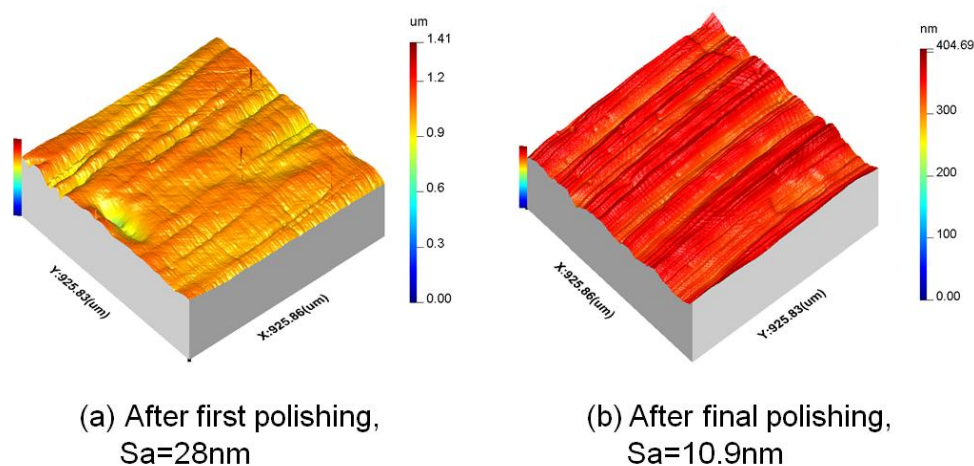 um
1.41
1.2
0.9
0.6
0.3
0.00
Y:925.83(um)
X:925.86(um)
nm
404.69
300
200
100
0.00
X:925.86(um)
Y:925.83(um)
(a) After first polishing,
Sa=28nm
(b) After final polishing,
Sa=10.9nm